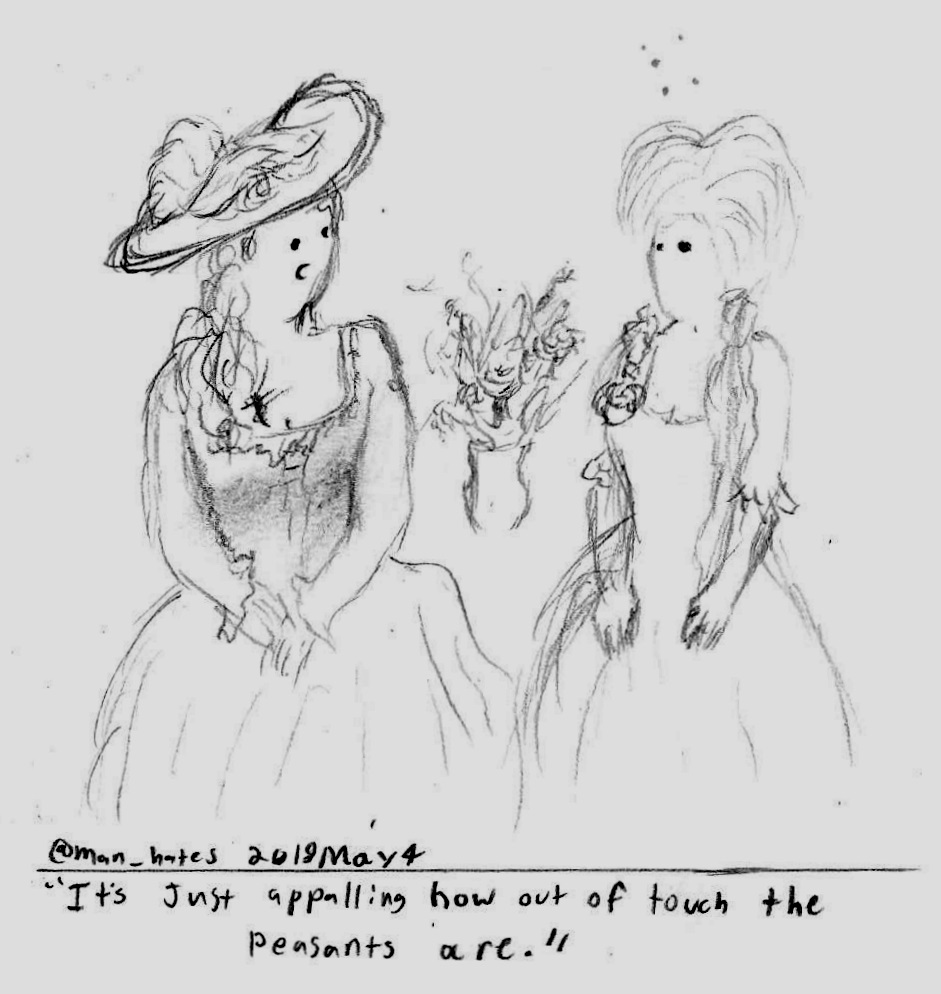 @man_hates 2019May4
"It's Just appalling how out of touch the
peasants are."